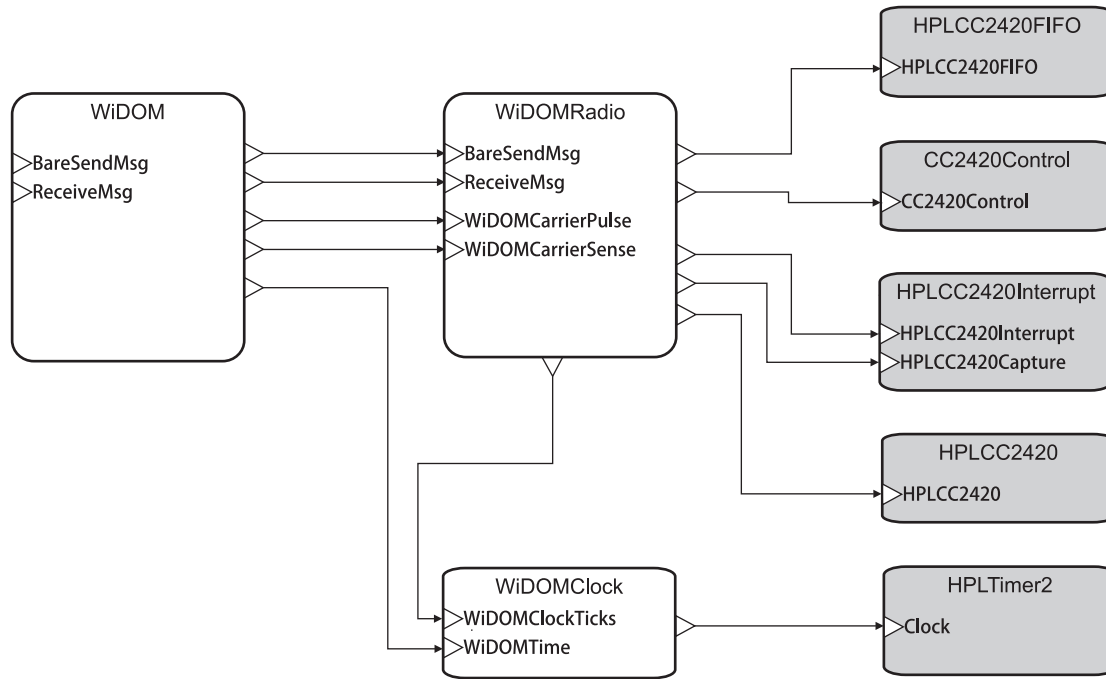 WiDOM
BareSendMsg
ReceiveMsg
WiDOMRadio
BareSendMsg
ReceiveMsg
WiDOMCarrierPulse
WiDOMCarrierSense
HPLCC2420FIFO
HPLCC2420FIFO
CC2420Control
CC2420Control
HPLCC2420Interrupt
HPLCC2420Interrupt
HPLCC2420Capture
HPLCC2420
HPLCC2420
WiDOMClock
WiDOMClockTicks
WiDOMTime
HPLTimer2
Clock